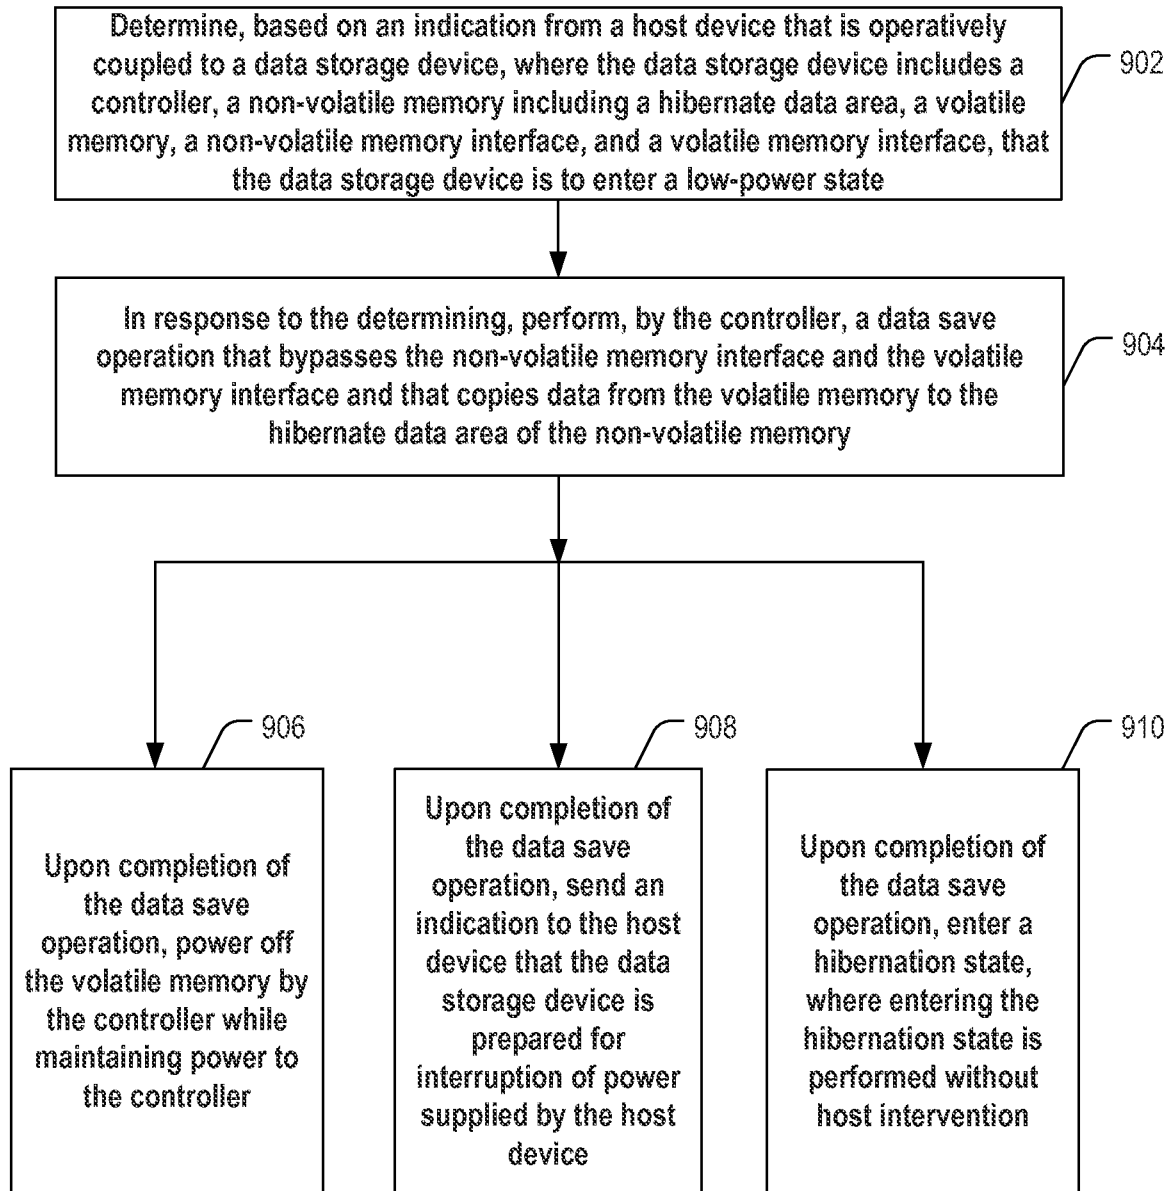 Determine, based on an indication from a host device that is operatively
coupled to a data storage device, where the data storage device includes a
controller, a non-volatile memory including a hibernate data area, a volatile
memory, a non-volatile memory interface, and a volatile memory interface, that
the data storage device is to enter a low-power state
902
In response to the determining, perform, by the controller, a data save
operation that bypasses the non-volatile memory interface and the volatile
memory interface and that copies data from the volatile memory to the
hibernate data area of the non-volatile memory
904
906
Upon completion of
the data save
operation, power off
the volatile memory by
the controller while
maintaining power to
the controller
908
Upon completion of
the data save
operation, send an
indication to the host
device that the data
storage device is
prepared for
interruption of power
supplied by the host
device
910
Upon completion of
the data save
operation, enter a
hibernation state,
where entering the
hibernation state is
performed without
host intervention